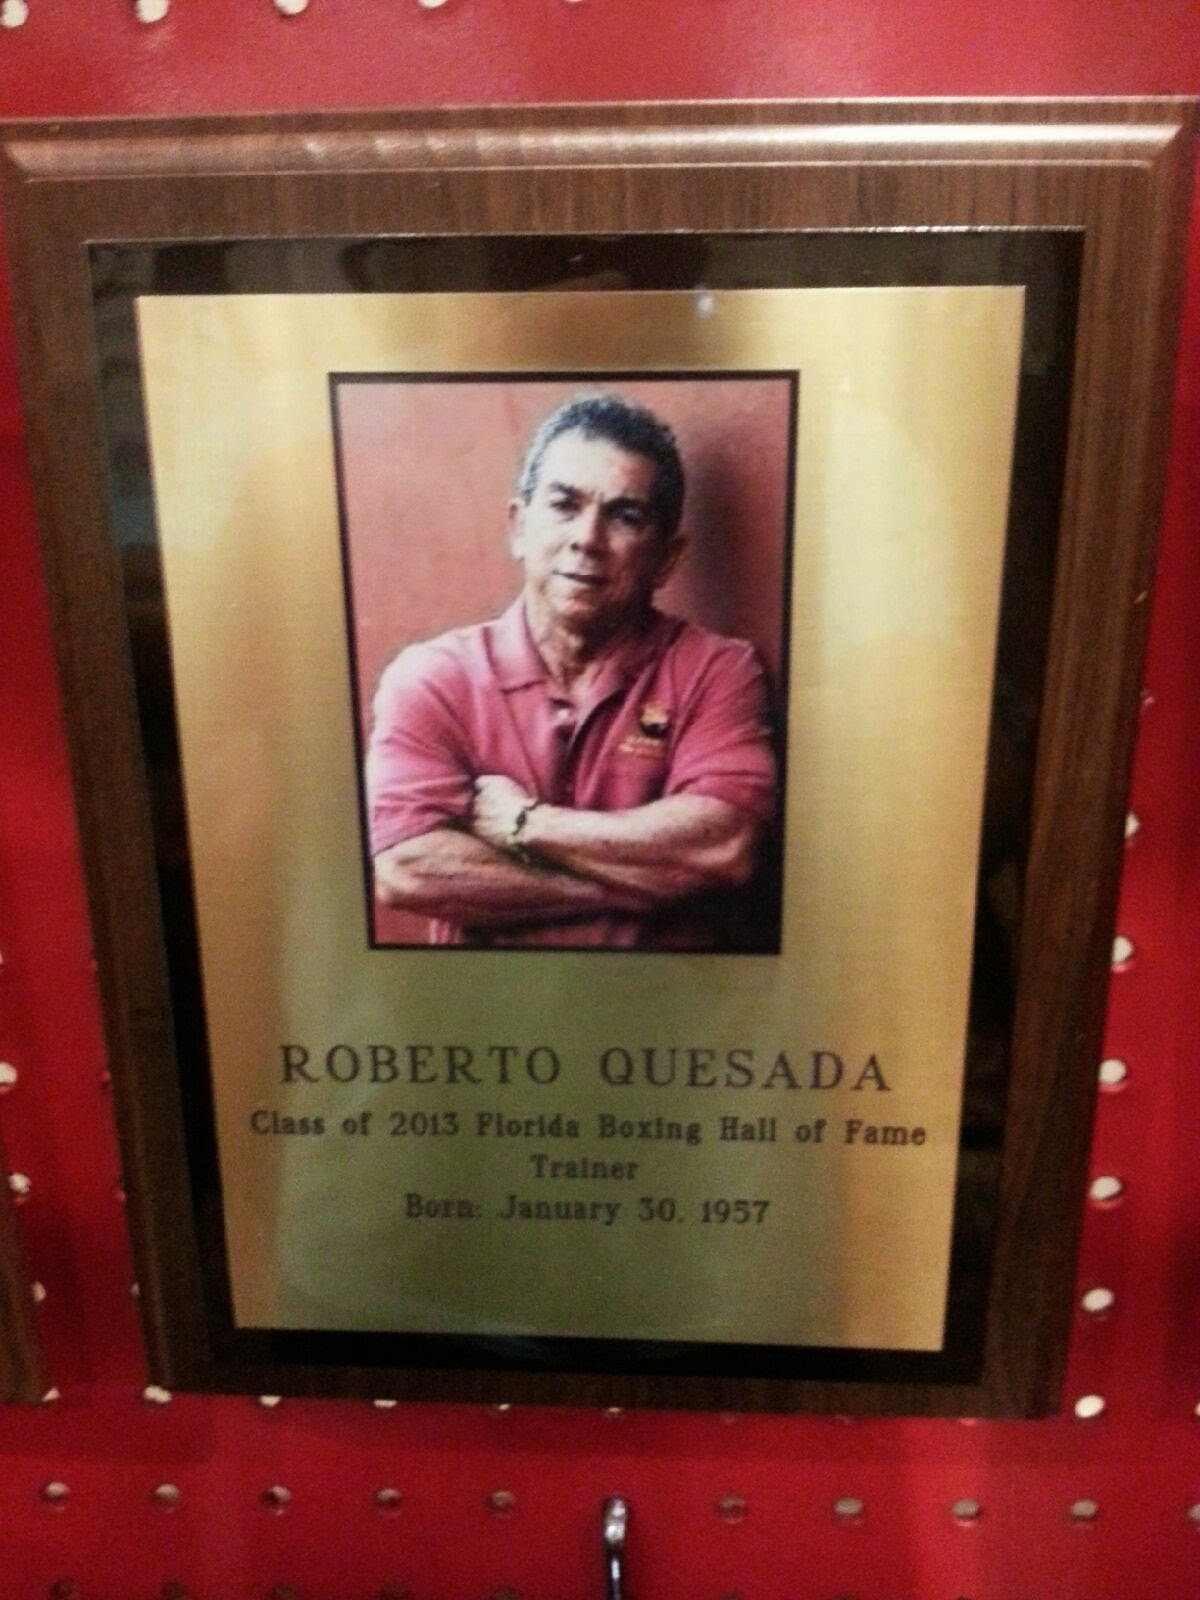 ROBERTO QUESADA
Class of 2013 Florida Boxing Hall of Fame
Trainer
Born: January 30, 1957